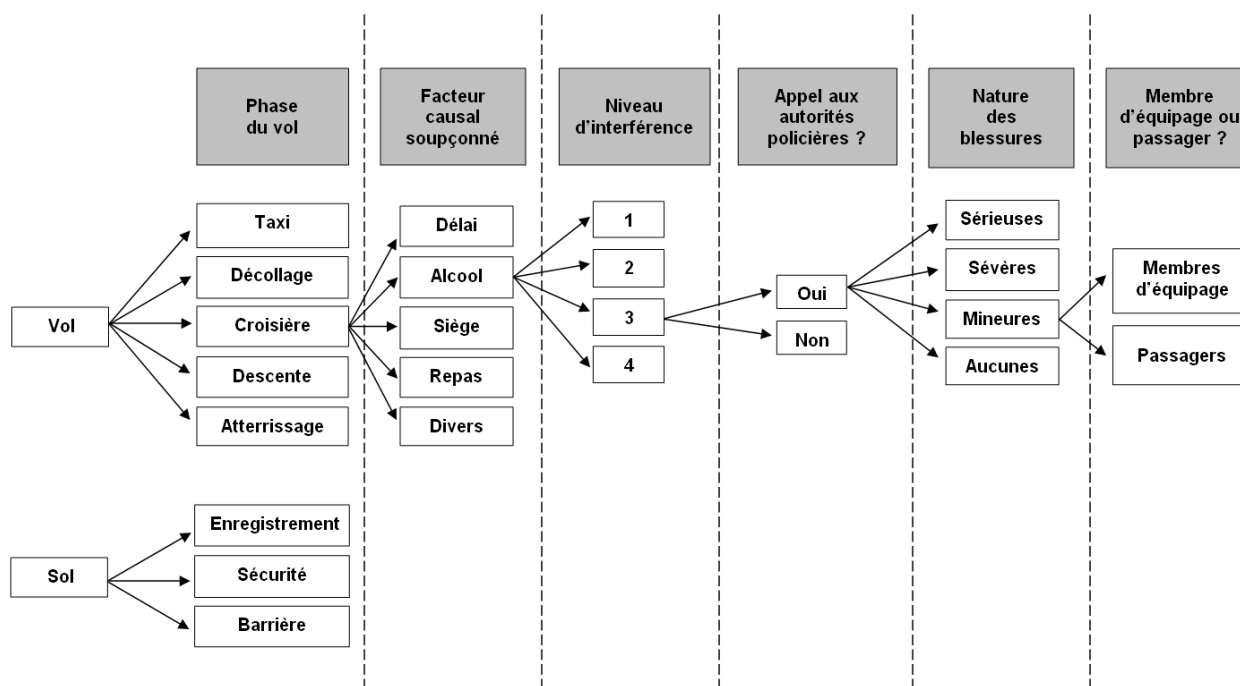 Phase
du vol
Facteur
causal
soupçonné
Niveau
d'interférence
Appel aux
autorités
policières ?
Nature
des
blessures
Membre
d'équipage ou
passager ?
Vol
Taxi
Décollage
Croisière
Descente
Atterrissage
Délai
Alcool
Siège
Repas
Divers
1
2
3
4
Oui
Non
Sérieuses
Sévères
Mineures
Aucunes
Membres
d'équipage
Passagers
Sol
Enregistrement
Sécurité
Barrière